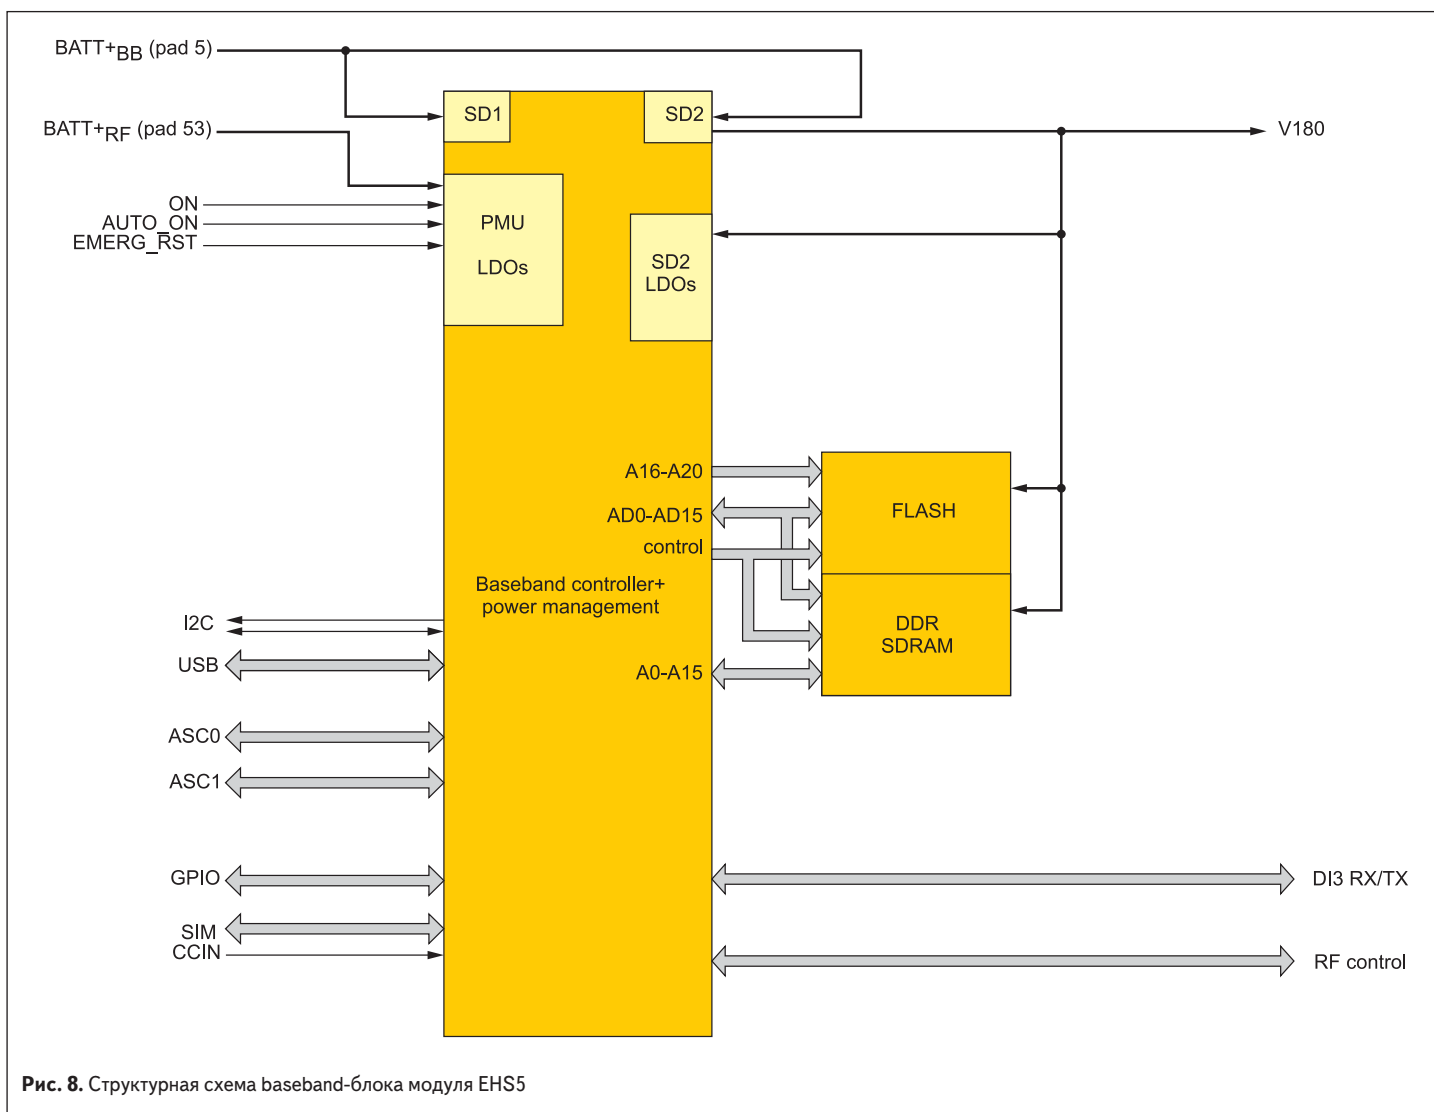 BATT+BB (pad 5)
BATT+RF (pad 53)
ON
AUTO_ON
EMERG_RST
SD1
SD2
V180
PMU
LDOs
SD2
LDOs
A16-A20
AD0-AD15
control
FLASH
Baseband controller+
power management
DDR
SDRAM
A0-A15
I2C
USB
ASC0
ASC1
GPIO
SIM
CCIN
DI3 RX/TX
RF control
Рис. 8. Структурная схема baseband-блока модуля EHS5